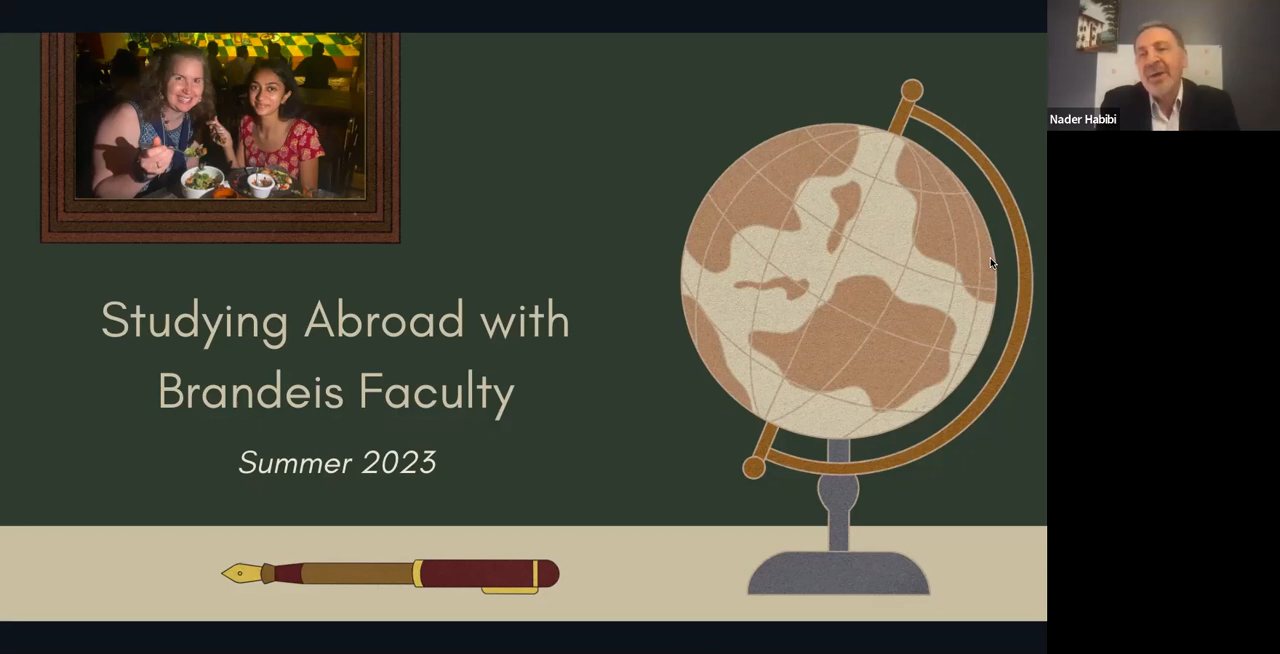 Studying Abroad with
Brandeis Faculty
Summer 2023
Nader Habibi